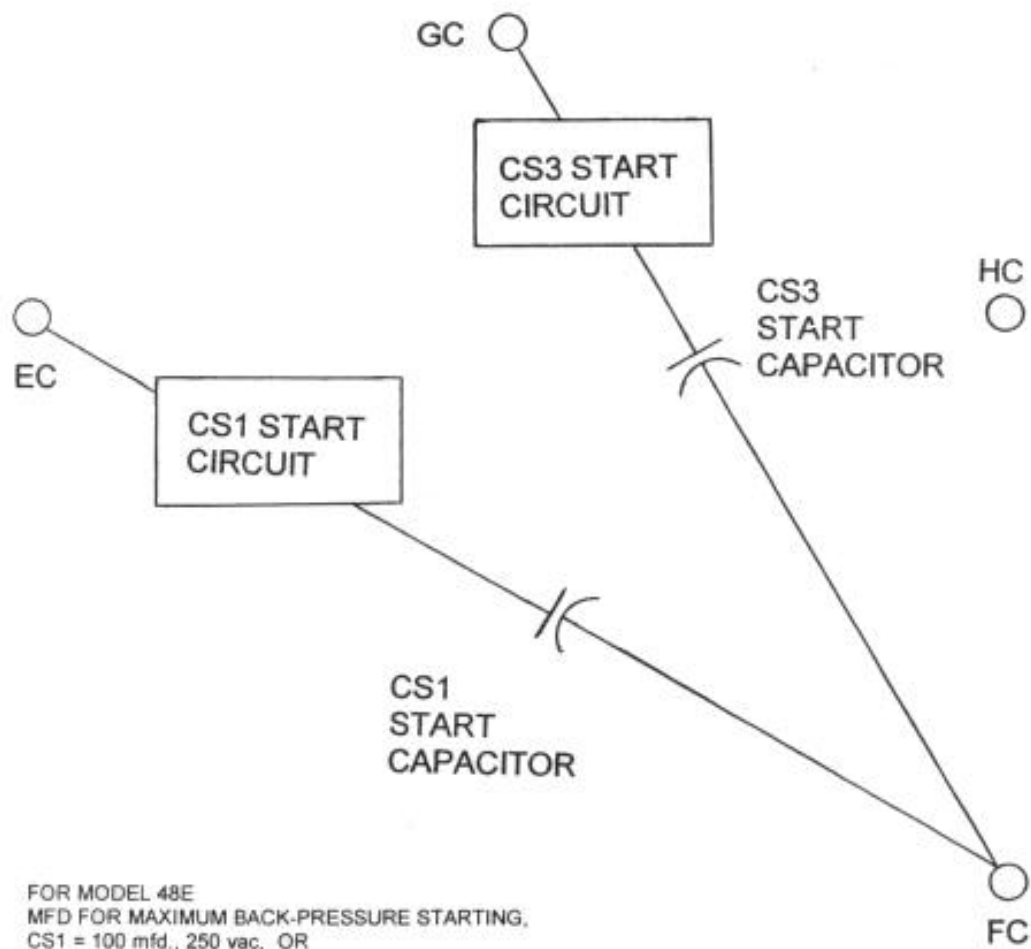 GC
CS3 START
CIRCUIT
HC
CS3
START
CAPACITOR
EC
CS1 START
CIRCUIT
CS1
START
CAPACITOR
FOR MODEL 48E
MFD FOR MAXIMUM BACK-PRESSURE STARTING,
CS1 = 100 mfd., 250 vac, OR
FC